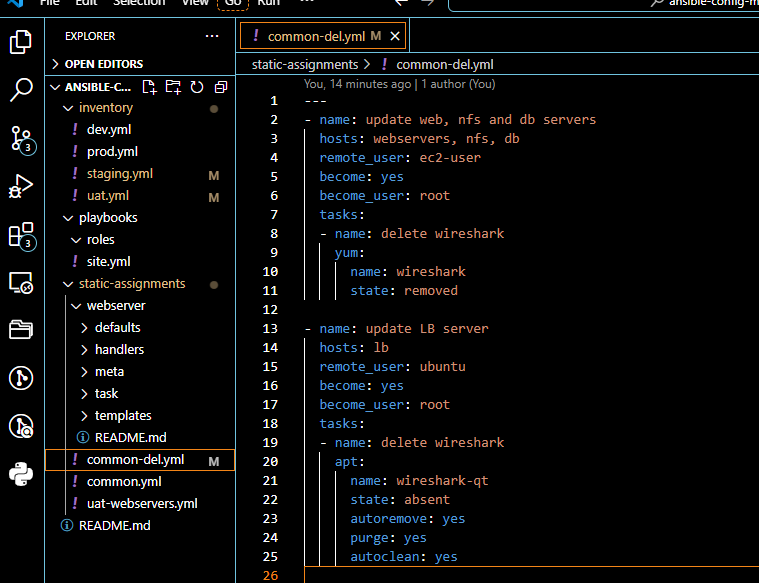 File Edit Selection View Go Run ···
ansible-config-m
EXPLORER ···
OPEN EDITORS
ANSIBLE-C...
inventory
! dev.yml
! prod.yml
! staging.yml M
! uat.yml M
playbooks
roles
! site.yml
static-assignments
webserver
defaults
handlers
meta
task
templates
README.md
! common-del.yml M
! common.yml
! uat-webservers.yml
README.md
3
3
! common-del.yml M ×
static-assignments > ! common-del.yml
You, 14 minutes ago | 1 author (You)
1 ---
2 - name: update web, nfs and db servers
3 hosts: webservers, nfs, db
4 remote_user: ec2-user
5 become: yes
6 become_user: root
7 tasks:
8 - name: delete wireshark
9 yum:
10 name: wireshark
11 state: removed
12
13 - name: update LB server
14 hosts: lb
15 remote_user: ubuntu
16 become: yes
17 become_user: root
18 tasks:
19 - name: delete wireshark
20 apt:
21 name: wireshark-qt
22 state: absent
23 autoremove: yes
24 purge: yes
25 autoclean: yes
26